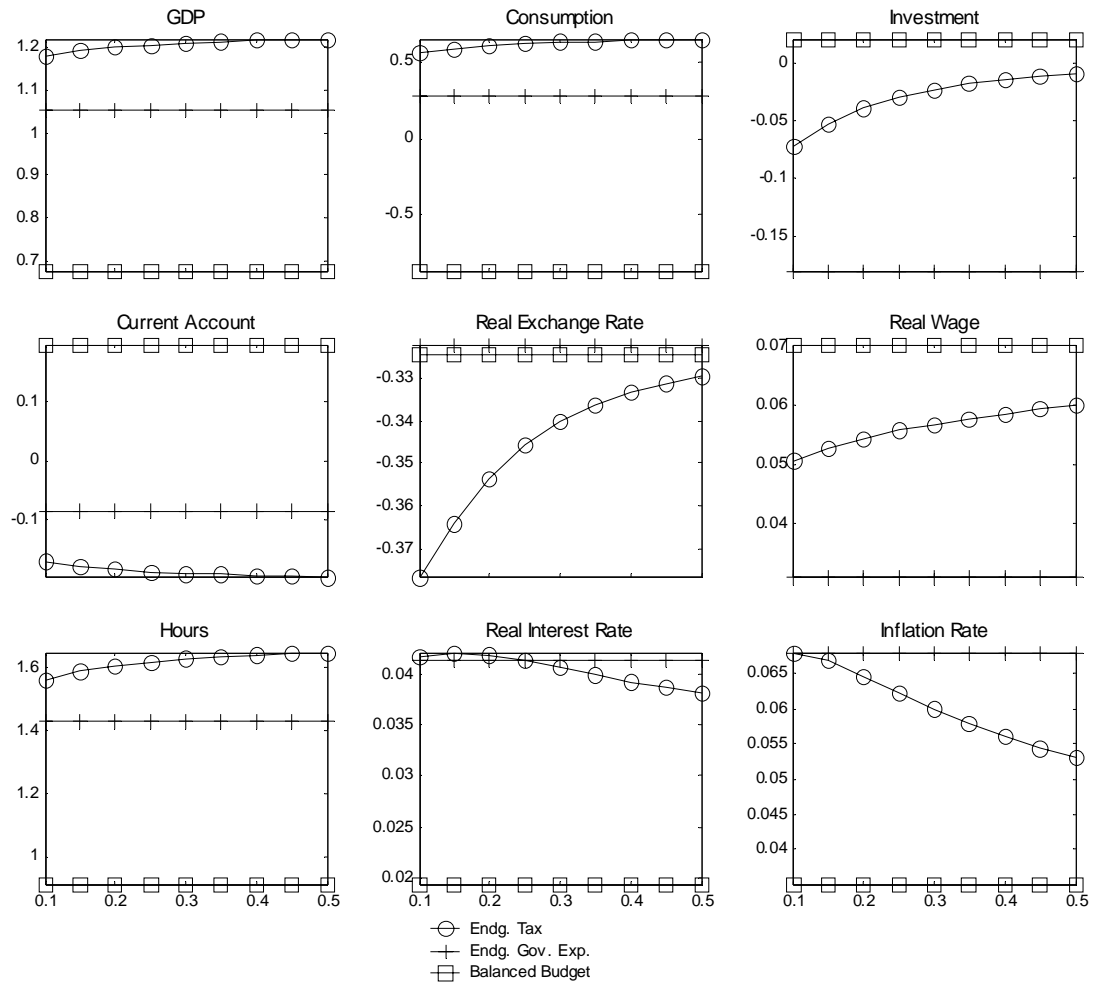 GDP
Consumption
Investment
1.2
1.1
1
0.9
0.8
0.7
0.5
0
-0.5
0
-0.05
-0.1
-0.15
Current Account
Real Exchange Rate
Real Wage
0.1
0
-0.1
-0.33
-0.34
-0.35
-0.36
-0.37
0.07
0.06
0.05
0.04
Hours
Real Interest Rate
Inflation Rate
1.6
1.4
1.2
1
0.04
0.035
0.03
0.025
0.02
0.065
0.06
0.055
0.05
0.045
0.04
0.1 0.2 0.3 0.4 0.5
0.1 0.2 0.3 0.4 0.5
0.1 0.2 0.3 0.4 0.5
Endg. Tax
Endg. Gov. Exp.
Balanced Budget